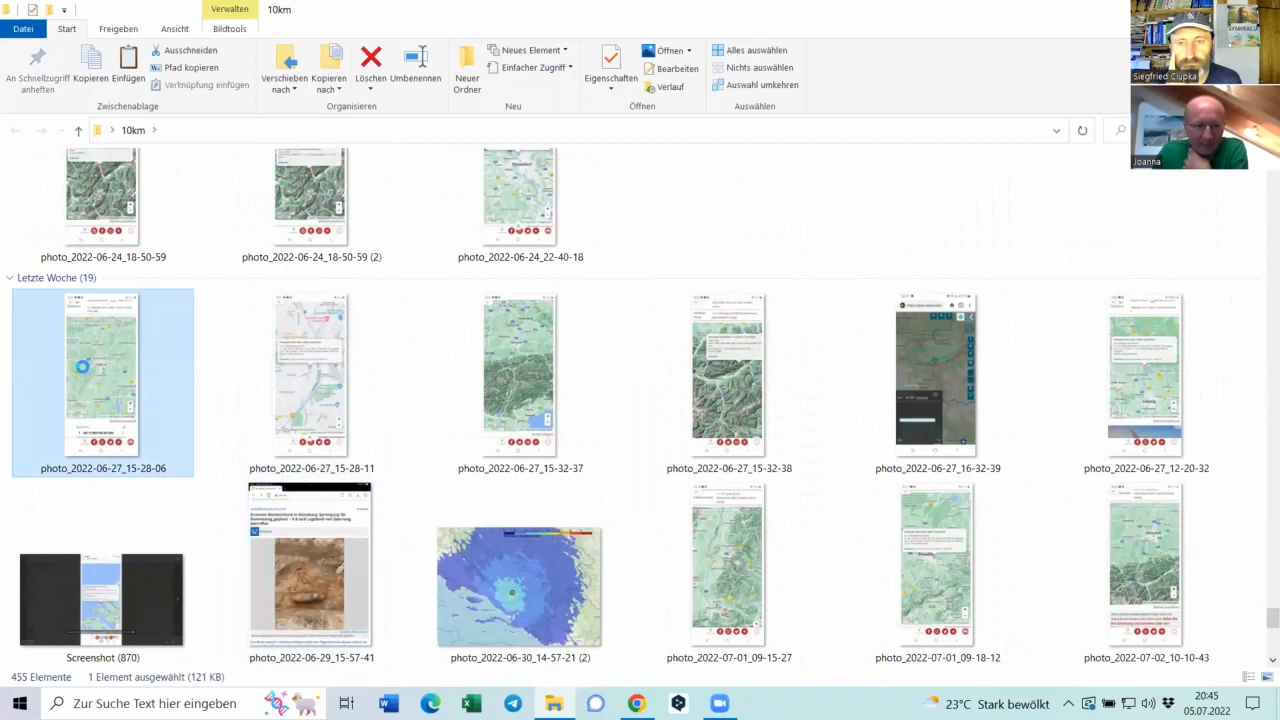 Verwalten
10km
Datei
Start
Freigeben
Ansicht
Bildtools
An Schnellzugriff
anheften
Kopieren
Einfügen
Ausschneiden
Pfad kopieren
Verknüpfung einfügen
Zwischenablage
Verschieben
nach
Kopieren
nach
Löschen
Umbenennen
Organisieren
Ordner
Neues Element
Einfacher Zugriff
Neu
Eigenschaften
Öffnen
Bearbeiten
Verlauf
Öffnen
Alles auswählen
Nichts auswählen
Auswahl umkehren
Auswählen
SYNKRACJA
Siegfried Ciupka
Joanna
10km
photo_2022-06-24_18-50-59
photo_2022-06-24_18-50-59 (2)
photo_2022-06-24_22-40-18
Letzte Woche (19)
photo_2022-06-27_15-28-06
photo_2022-06-27_15-28-11
photo_2022-06-27_15-32-37
photo_2022-06-27_15-32-38
photo_2022-06-27_16-32-39
photo_2022-06-27_12-20-32
Screenshot (870)
photo_2022-06-29_15-57-41
photo_2022-06-30_14-57-21 (2)
photo_2022-07-01_09-15-27
photo_2022-07-01_09-18-12
photo_2022-07-02_10-10-43
455 Elemente
1 Element ausgewählt (121 KB)
Zur Suche Text hier eingeben
23°C Stark bewölkt
20:45
05.07.2022